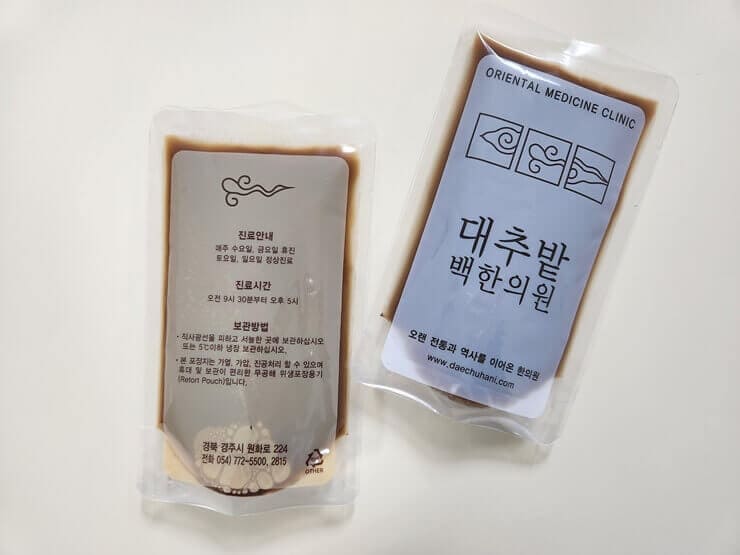 진료안내
매주 수요일, 금요일 휴진
토요일, 일요일 정상진료
진료시간
오전 9시 30분부터 오후 5시
보관방법
• 직사광선을 피하고 서늘한 곳에 보관하십시오
또는 5℃이하 냉장 보관하십시오.
• 본 포장지는 가열, 가압, 진공처리 할 수 있으며
휴대 및 보관이 편리한 무공해 위생포장용기
(Retort Pouch)입니다.
경북 경주시 원화로 224
전화 054) 772-5500, 2815
OTHER
ORIENTAL MEDICINE CLINIC
대추밭
백한의원
오랜 전통과 역사를 이어온 한의원
www.daechuhani.com